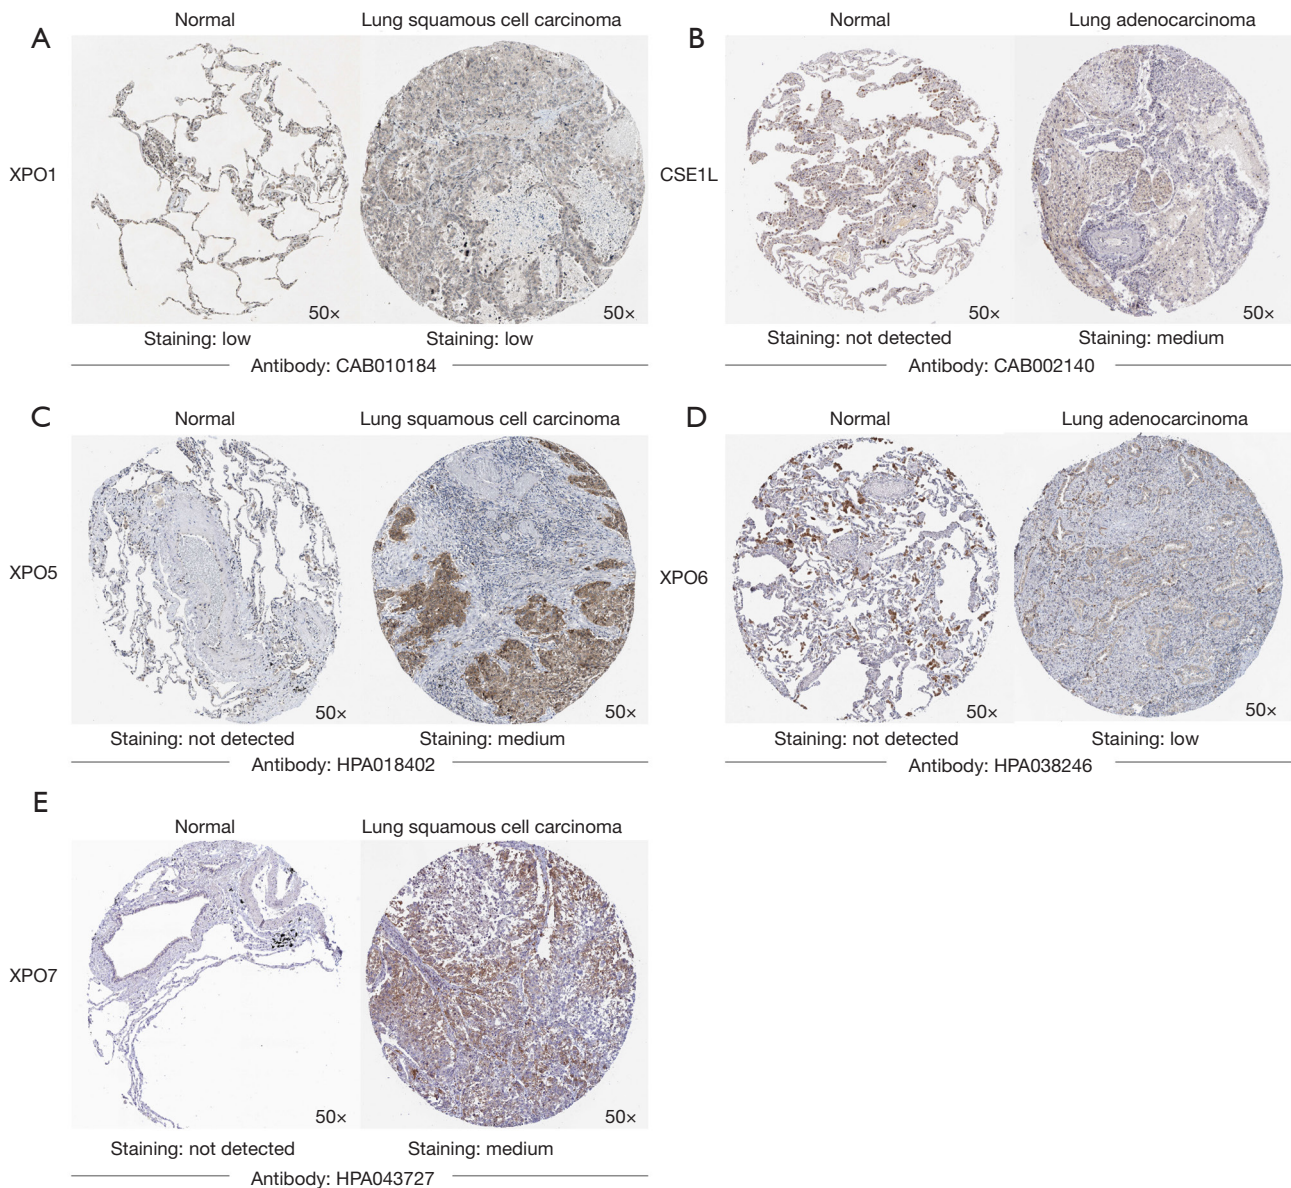 A
Normal
Lung squamous cell carcinoma
XPO1
50×
50×
Staining: low
Staining: low
Antibody: CAB010184
B
Normal
Lung adenocarcinoma
CSE1L
50×
50×
Staining: not detected
Staining: medium
Antibody: CAB002140
C
Normal
Lung squamous cell carcinoma
XPO5
50×
50×
Staining: not detected
Staining: medium
Antibody: HPA018402
D
Normal
Lung adenocarcinoma
XPO6
50×
50×
Staining: not detected
Staining: low
Antibody: HPA038246
E
Normal
Lung squamous cell carcinoma
XPO7
50×
50×
Staining: not detected
Staining: medium
Antibody: HPA043727